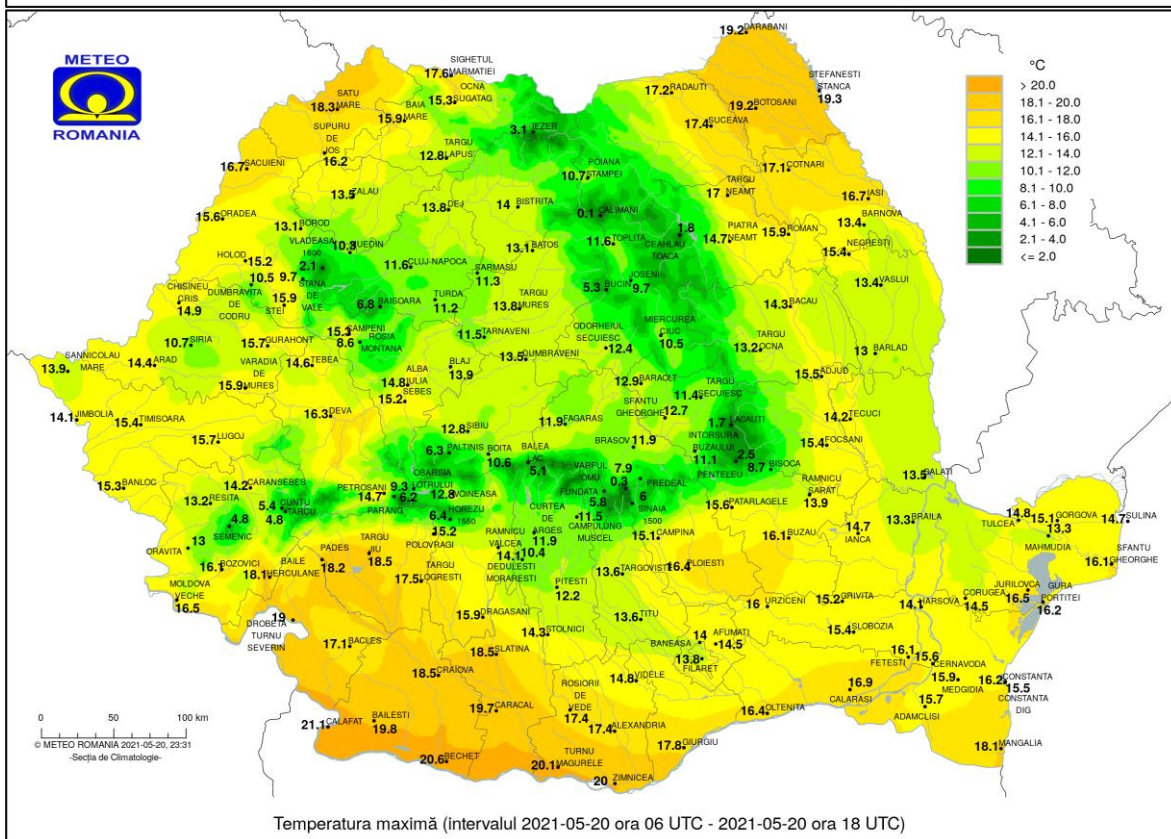 METEO
ROMANIA
°C
> 20.0
18.1 - 20.0
16.1 - 18.0
14.1 - 16.0
12.1 - 14.0
10.1 - 12.0
8.1 - 10.0
6.1 - 8.0
4.1 - 6.0
2.1 - 4.0
<= 2.0
19.2 DARABANI
SIGHETUL
17.6 MARMATIEI
OCNA
15.3 SUGATAG
SATU
18.3 MARE
BAIA
15.9 MARE
17.2 RADAUTI
19.2 BOTOSANI
STEFANESTI
STANCA
19.3
17.4 SUCEAVA
3.1 IEZER
SUPURU
DE
JOS
16.2
TARGU
12.8 LAPUS
POIANA
10.7 STAMPEI
16.7 SACUIENI
17.1 COTNARI
TARGU
17 NEAMT
16.7 IASI
13.5 ZALAU
13.8 DEJ
14 BISTRITA
0.1 CALIMANI
1.8
CEAHLAU
TOACA
15.6 ORADEA
13.1 BOROD
BARNOVA
13.4
PIATRA
14.7 NEAMT
15.9 ROMAN
NEGRESTI
15.4
VLADEASA
1800
2.1
10.3 HUEDIN
13.1 BATOS
11.6 TOPLITA
HOLOD
15.2
11.6 CLUJ-NAPOCA
SARMASU
11.3
JOSENI
9.7
5.3 BUCIN
13.4 VASLUI
10.5
DUMBRAVITA
DE
CODRU
9.7
STANA
DE
VALE
CHISINEU
CRIS
14.9
15.9
STEI
6.8 BAISOARA
TURDA
11.2
TARGU
13.8 MURES
14.3 BACAU
MIERCUREA
CIUC
10.5
ODORHEIUL
SECUIESC
12.4
TARGU
13.2 OCNA
13 BARLAD
15.3 CAMPENI
8.6 ROSIA
MONTANA
11.5 TARNAVENI
10.7 SIRIA
15.7 GURAHONT
SANNICOLAU
13.9 MARE
14.4 ARAD
VARADIA
DE
15.9 MURES
14.6 TEBEA
BLAJ
13.9
13.5 DUMBRAVENI
ALBA
14.8 IULIA
SEBES
15.2
12.9 BARAOLT
TARGU
11.4 SECUIESC
15.5 ADJUD
14.1 JIMBOLIA
15.4 TIMISOARA
16.3 DEVA
SFANTU
GHEORGHE 12.7
14.2 TECUCI
1.7 LACAUTI
15.7 LUGOJ
12.8 SIBIU
11.9 FAGARAS
BRASOV 11.9
15.4 FOCSANI
6.3 PALTINIS
BOITA
10.6
BALEA
LAC
5.1
INTORSURA
BUZAULUI
11.1
2.5
PENTELEU
8.7 BISOCA
13.5 GALATI
15.3 BANLOC
14.2 CARANSEBES
13.2 RESITA
PETROSANI
14.7
OBARSIA
9.3 LOTRULUI
6.2
PARANG
12.8 VOINEASA
VARFUL
OMU
7.9
0.3
PREDEAL
FUNDATA
5.8
6
SINAIA
1500
RAMNICU
SARAT
13.9
15.6 PATARLAGELE
5.4 CUNTU
4.8 TARCU
4.8
SEMENIC
6.4 HOREZU
1550
15.2
POLOVRAGI
CURTEA
DE
ARGES
11.9
11.5
CAMPULUNG
MUSCEL
15.1 CAMPINA
16.1 BUZAU
14.7
IANCA
13.3 BRAILA
14.8
TULCEA
15.1 GORGOVA
13.3
MAHMUDIA
14.7 SULINA
SFANTU
16.1 GHEORGHE
13
ORAVITA
16.1 BOZOVICI
BAILE
18.1 HERCULANE
PADES
18.2
TARGU
JIU
18.5
RAMNICU
VALCEA
14.1
10.4
DEDULESTI
MORARESTI
13.6 TARGOVISTE
16.4 PLOIESTI
MOLDOVA
VECHE
16.5
TARGU
17.5 LOGRESTI
PITESTI
12.2
16 URZICENI
15.2 GRIVITA
14.1 HARSOVA
CORUGEA
14.5
JURILOVCA
16.5
GURA
PORTITEI
16.2
19
DROBETA
TURNU
SEVERIN
15.9 DRAGASANI
14.3 STOLNICI
13.6 TITU
BANEASA 14
AFUMATI
14.5
13.8
FILARET
15.4 SLOBOZIA
17.1 BACLES
18.5 SLATINA
16.1
FETESTI
15.6
CERNAVODA
15.9
MEDGIDIA
16.2 CONSTANTA
15.5
CONSTANTA
DIG
18.5 CRAIOVA
14.8 VIDELE
16.9
CALARASI
15.7
ADAMCLISI
ROSIORII
DE
VEDE
17.4
19.7 CARACAL
16.4 OLTENITA
21.1 CALAFAT
BAILESTI
19.8
17.4 ALEXANDRIA
17.8 GIURGIU
18.1 MANGALIA
20.6 BECHET
TURNU
20.1 MAGURELE
20 ZIMNICEA
0 50 100 km
© METEO ROMANIA 2021-05-20, 23:31
-Secția de Climatologie-
Temperatura maximă (intervalul 2021-05-20 ora 06 UTC - 2021-05-20 ora 18 UTC)